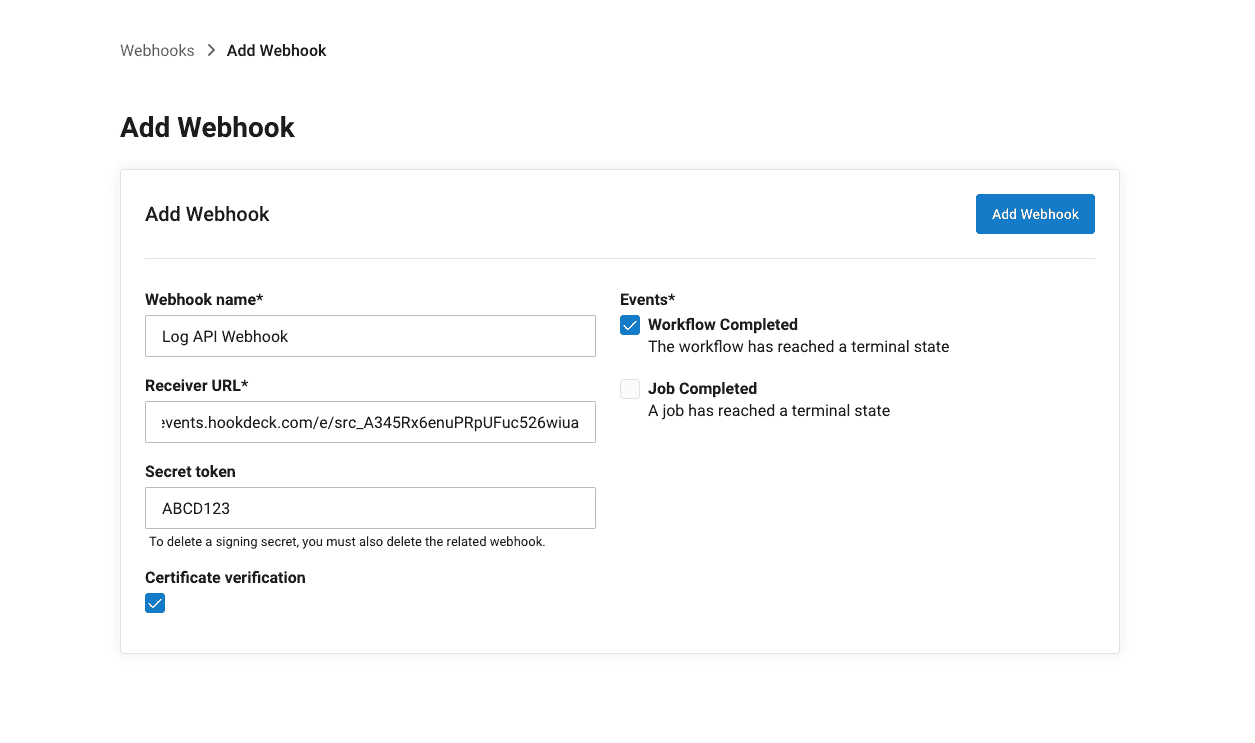 Webhooks > Add Webhook
Add Webhook
Add Webhook
Add Webhook
Webhook name*
Log API Webhook
Receiver URL*
events.hookdeck.com/e/src_A345Rx6enuPRpUFuc526wiua
Secret token
ABCD123
To delete a signing secret, you must also delete the related webhook.
Certificate verification
Events*
Workflow Completed
The workflow has reached a terminal state
Job Completed
A job has reached a terminal state